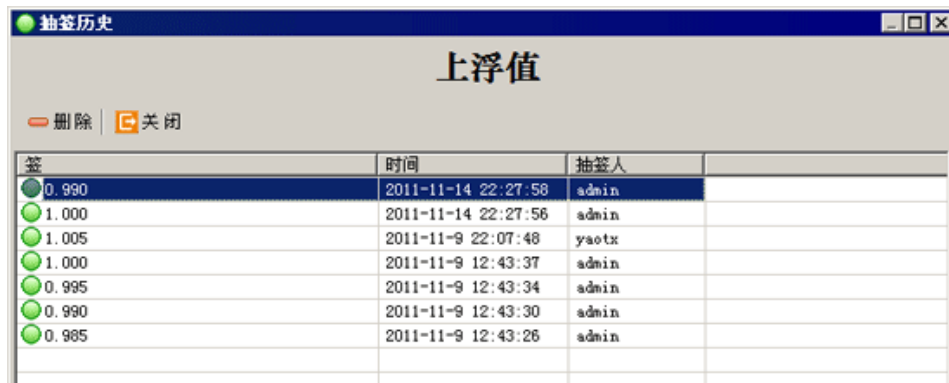 抽签历史
上浮值
删除 关闭
签 时间 抽签人
0.990 2011-11-14 22:27:58 admin
1.000 2011-11-14 22:27:56 admin
1.005 2011-11-9 22:07:48 yaotx
1.000 2011-11-9 12:43:37 admin
0.995 2011-11-9 12:43:34 admin
0.990 2011-11-9 12:43:30 admin
0.985 2011-11-9 12:43:26 admin